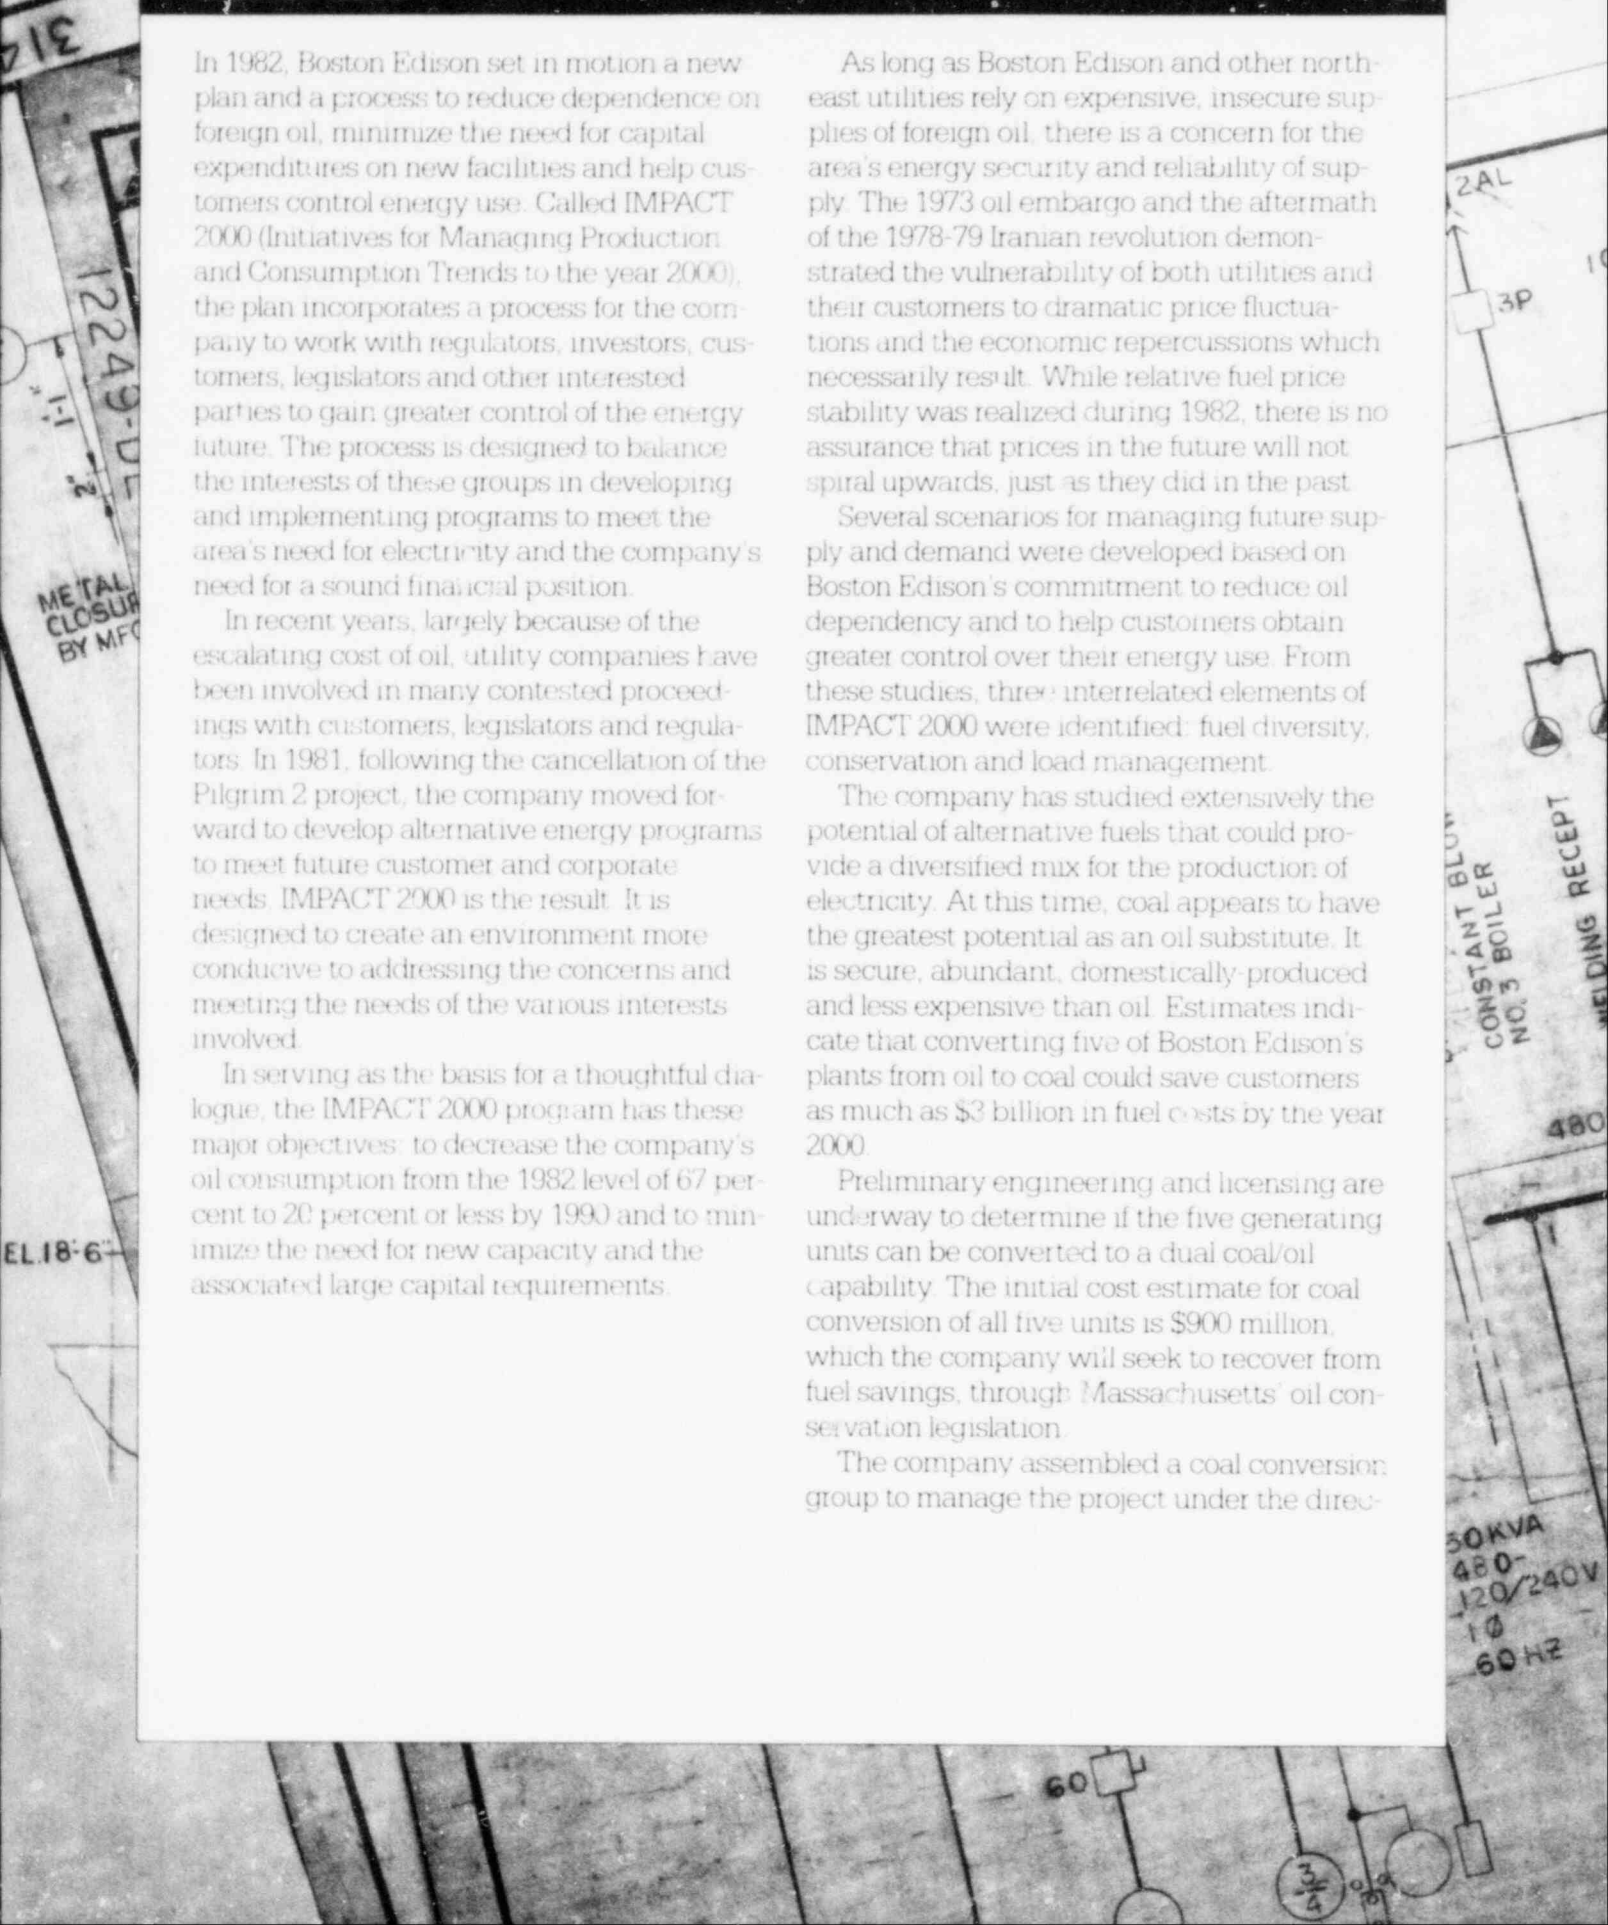 314
12249-DL
1'-1"
2"
METAL
CLOSUR
BY MFG
EL.18'-6"
In 1982, Boston Edison set in motion a new
plan and a process to reduce dependence on
foreign oil, minimize the need for capital
expenditures on new facilities and help cus-
tomers control energy use. Called IMPACT
2000 (Initiatives for Managing Production
and Consumption Trends to the year 2000),
the plan incorporates a process for the com-
pany to work with regulators, investors, cus-
tomers, legislators and other interested
parties to gain greater control of the energy
future. The process is designed to balance
the interests of these groups in developing
and implementing programs to meet the
area's need for electricity and the company's
need for a sound financial position.
In recent years, largely because of the
escalating cost of oil, utility companies have
been involved in many contested proceed-
ings with customers, legislators and regula-
tors. In 1981, following the cancellation of the
Pilgrim 2 project, the company moved for-
ward to develop alternative energy programs
to meet future customer and corporate
needs. IMPACT 2000 is the result. It is
designed to create an environment more
conducive to addressing the concerns and
meeting the needs of the various interests
involved.
In serving as the basis for a thoughtful dia-
logue, the IMPACT 2000 program has these
major objectives: to decrease the company's
oil consumption from the 1982 level of 67 per-
cent to 20 percent or less by 1990 and to min-
imize the need for new capacity and the
associated large capital requirements.
As long as Boston Edison and other north-
east utilities rely on expensive, insecure sup-
plies of foreign oil, there is a concern for the
area's energy security and reliability of sup-
ply. The 1973 oil embargo and the aftermath
of the 1978-79 Iranian revolution demon-
strated the vulnerability of both utilities and
their customers to dramatic price fluctua-
tions and the economic repercussions which
necessarily result. While relative fuel price
stability was realized during 1982, there is no
assurance that prices in the future will not
spiral upwards, just as they did in the past.
Several scenarios for managing future sup-
ply and demand were developed based on
Boston Edison's commitment to reduce oil
dependency and to help customers obtain
greater control over their energy use. From
these studies, three interrelated elements of
IMPACT 2000 were identified: fuel diversity,
conservation and load management.
The company has studied extensively the
potential of alternative fuels that could pro-
vide a diversified mix for the production of
electricity. At this time, coal appears to have
the greatest potential as an oil substitute. It
is secure, abundant, domestically-produced
and less expensive than oil. Estimates indi-
cate that converting five of Boston Edison's
plants from oil to coal could save customers
as much as $3 billion in fuel costs by the year
2000.
Preliminary engineering and licensing are
underway to determine if the five generating
units can be converted to a dual coal/oil
capability. The initial cost estimate for coal
conversion of all five units is $900 million,
which the company will seek to recover from
fuel savings, through Massachusetts' oil con-
servation legislation.
The company assembled a coal conversion
group to manage the project under the direc-
2AL
3P
10
CONSTANT BLOW
NO.3 BOILER
WELDING RECEPT
480
30KVA
480-
120/240V
1Ø
60HZ
60
3/4